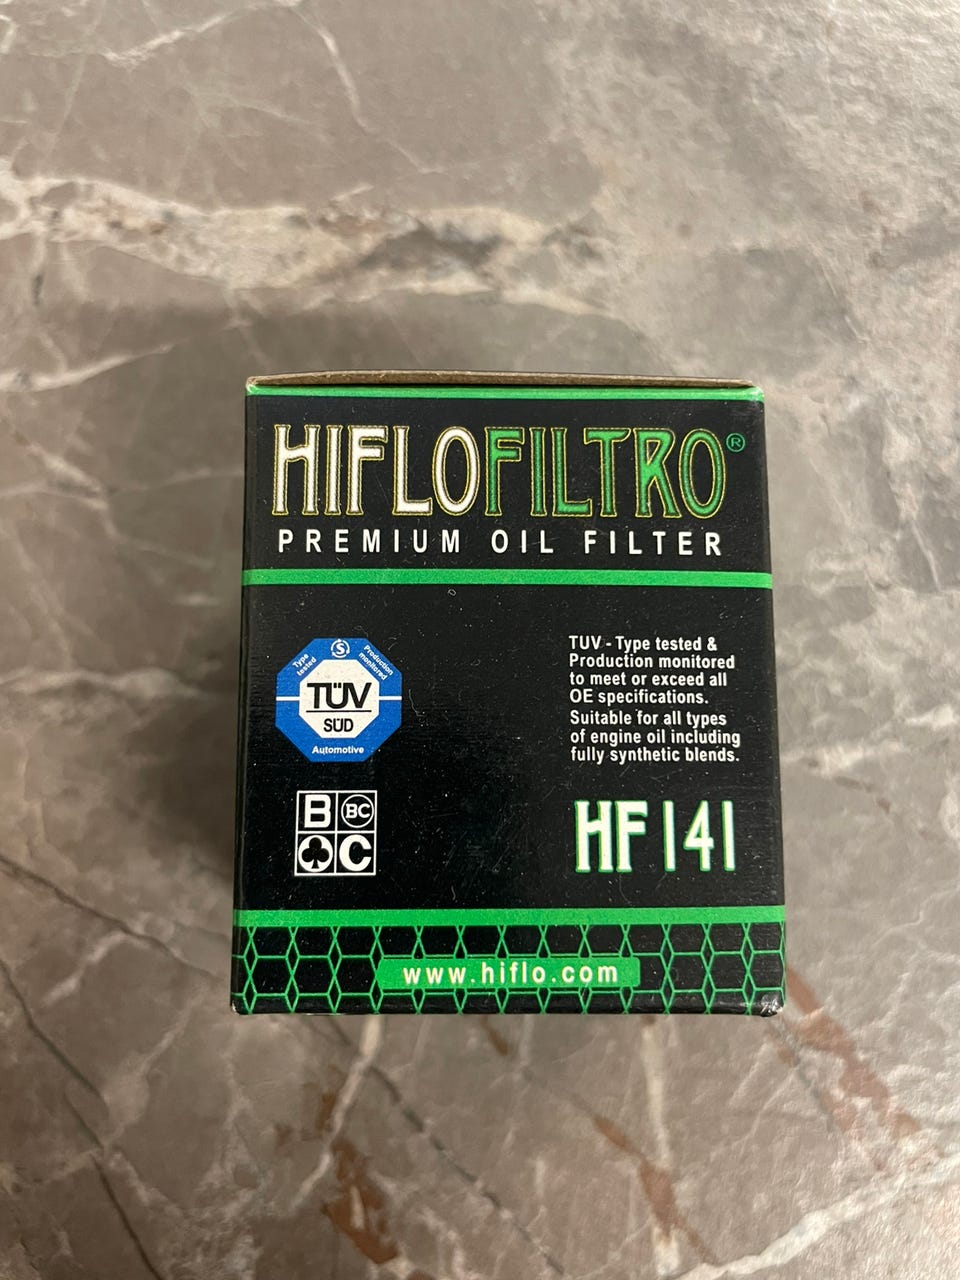 HIFLOFILTRO®
PREMIUM OIL FILTER
TUV - Type tested &
Production monitored
to meet or exceed all
OE specifications.
Suitable for all types
of engine oil including
fully synthetic blends.
Type
tested
S
Production
monitored
TÜV
SÜD
Automotive
B BC
C
HF141
www.hiflo.com